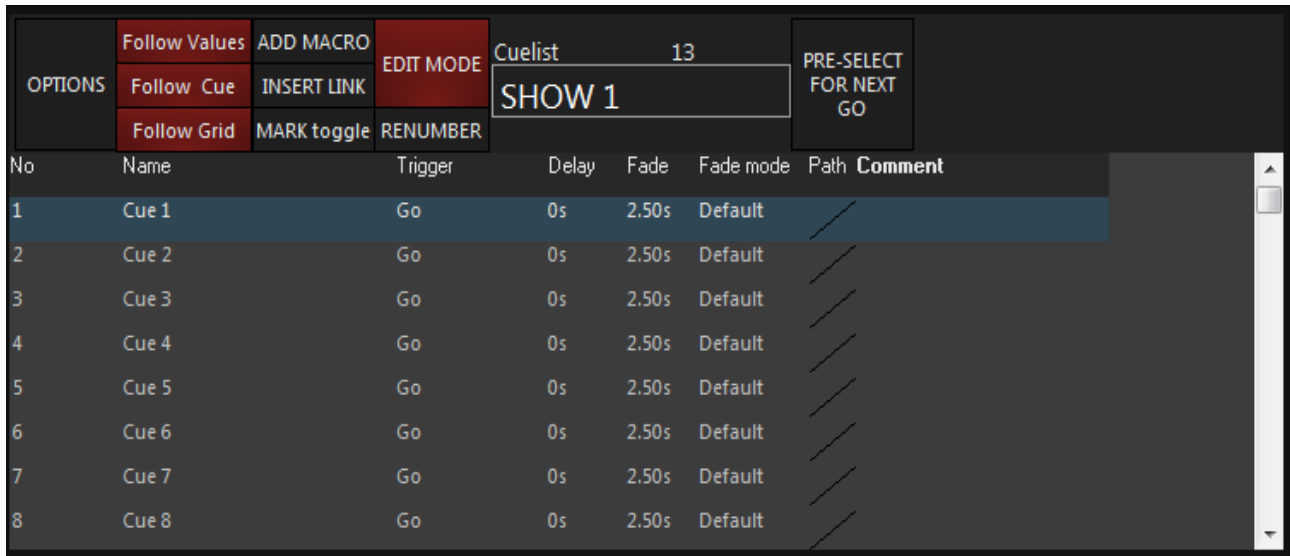 OPTIONS
Follow Values ADD MACRO
Follow Cue INSERT LINK
Follow Grid MARK toggle RENUMBER
EDIT MODE
Cuelist 13
SHOW 1
PRE-SELECT
FOR NEXT
GO
No Name Trigger Delay Fade Fade mode Path Comment
1 Cue 1 Go 0s 2.50s Default
2 Cue 2 Go 0s 2.50s Default
3 Cue 3 Go 0s 2.50s Default
4 Cue 4 Go 0s 2.50s Default
5 Cue 5 Go 0s 2.50s Default
6 Cue 6 Go 0s 2.50s Default
7 Cue 7 Go 0s 2.50s Default
8 Cue 8 Go 0s 2.50s Default